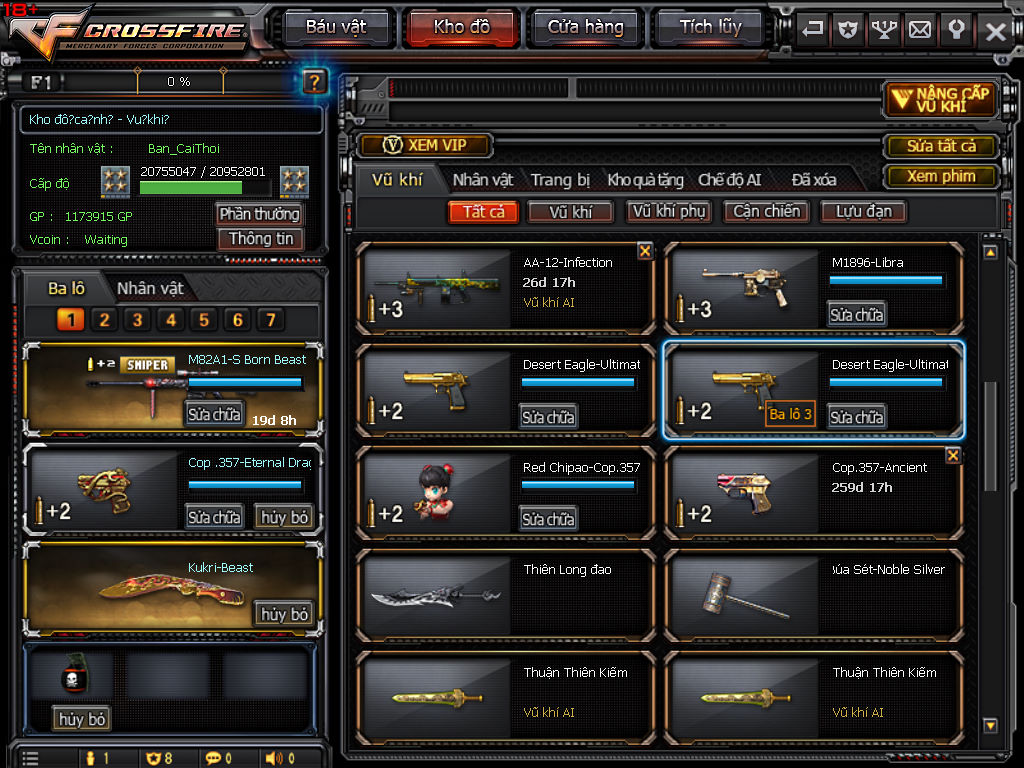 18+
CROSSFIRE
MERCENARY FORCES CORPORATION
Báu vật
Kho đồ
Cửa hàng
Tích lũy
F1
0 %
?
NÂNG CẤP
VŨ KHÍ
Kho đồ?ca?nh? - Vu?khi?
Tên nhân vật : Ban_CaiThoi
Cấp độ
20755047 / 20952801
GP : 1173915 GP
Phần thưởng
Vcoin : Waiting
Thông tin
XEM VIP
Sửa tất cả
Xem phim
Vũ khí
Nhân vật
Trang bị
Kho quà tặng
Chế độ AI
Đã xóa
Tất cả
Vũ khí
Vũ khí phụ
Cận chiến
Lựu đạn
Ba lô
Nhân vật
1 2 3 4 5 6 7
+2 SNIPER
M82A1-S Born Beast
Sửa chữa
19d 8h
Cop .357-Eternal Drag
+2
Sửa chữa
hủy bỏ
Kukri-Beast
hủy bỏ
hủy bỏ
1
8
0
0
AA-12-Infection
26d 17h
Vũ khí AI
+3
M1896-Libra
+3
Sửa chữa
Desert Eagle-Ultimat
+2
Sửa chữa
Desert Eagle-Ultimat
+2
Ba lô 3
Sửa chữa
Red Chipao-Cop.357
+2
Sửa chữa
Cop.357-Ancient
259d 17h
+2
Thiên Long đao
Búa Sét-Noble Silver
Thuận Thiên Kiếm
Vũ khí AI
Thuận Thiên Kiếm
Vũ khí AI